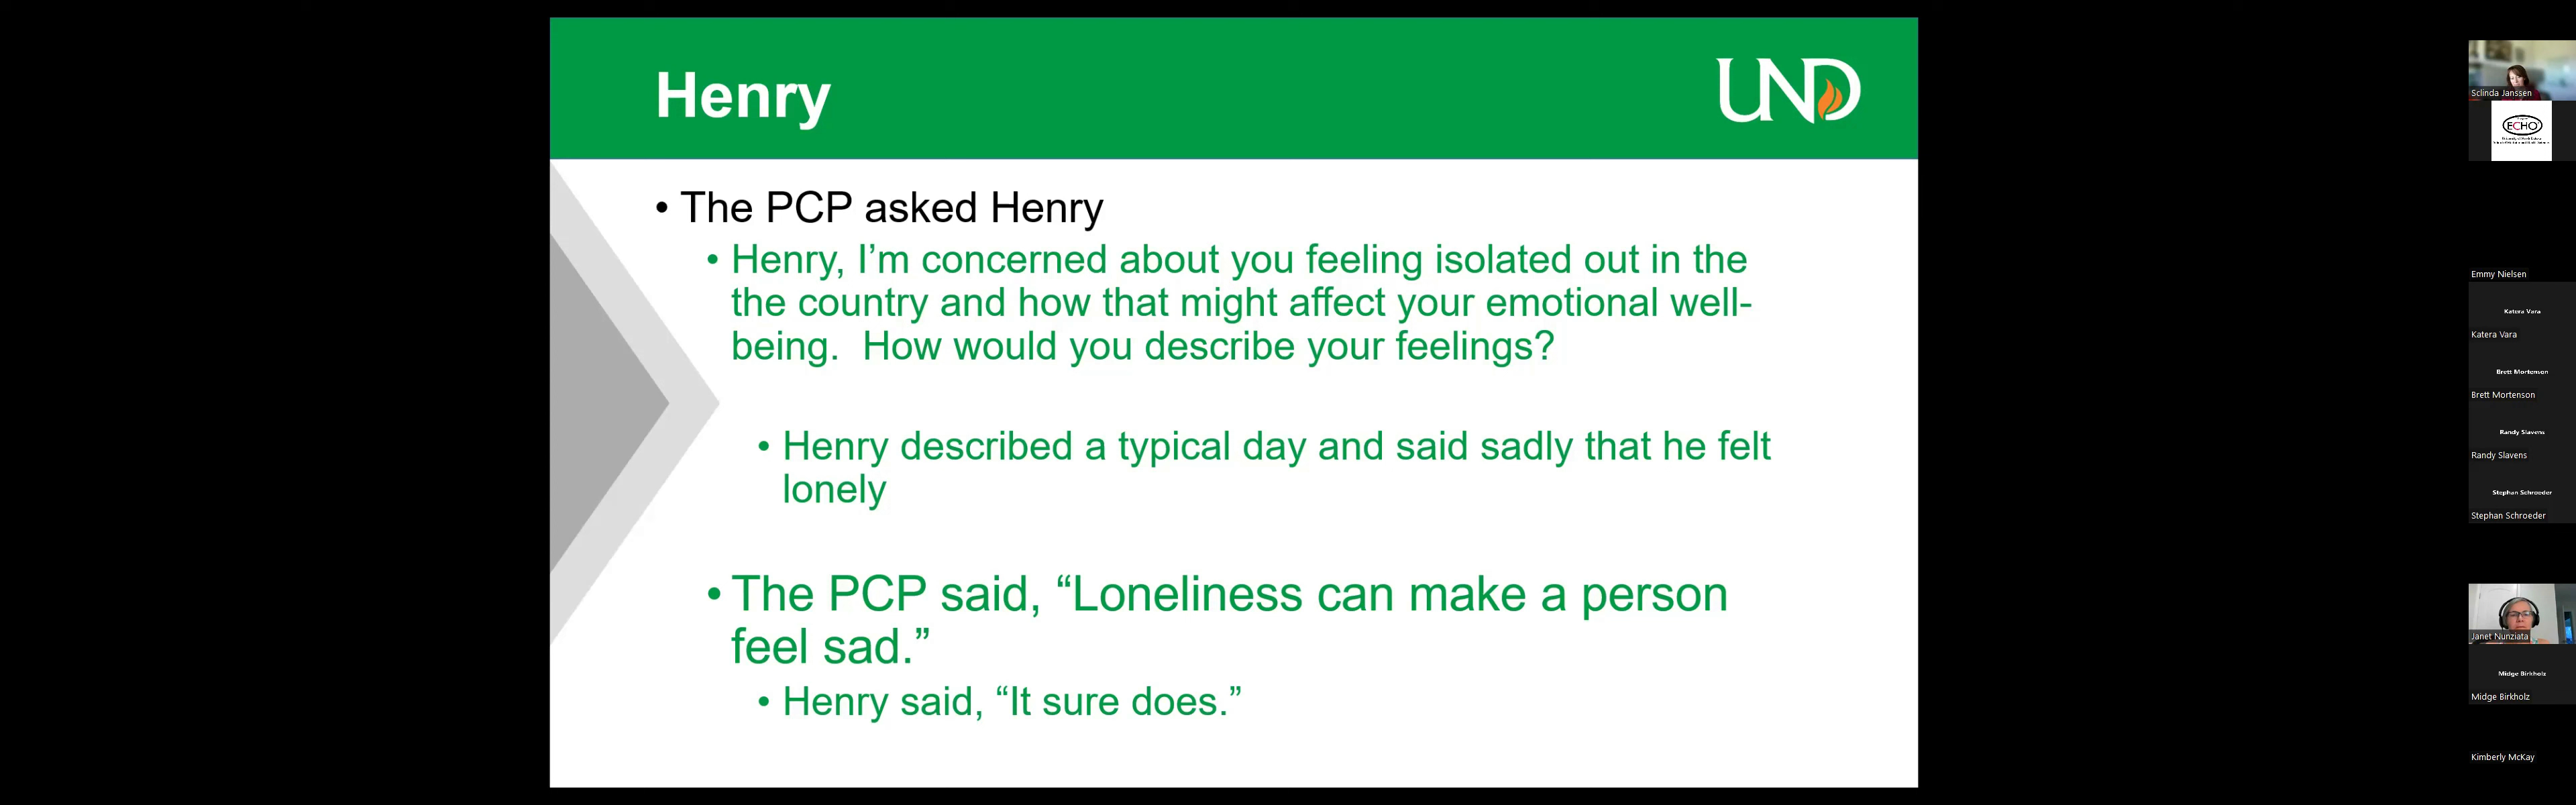 Henry
UND
• The PCP asked Henry
• Henry, I’m concerned about you feeling isolated out in the
the country and how that might affect your emotional well-
being.  How would you describe your feelings?
• Henry described a typical day and said sadly that he felt
lonely
• The PCP said, “Loneliness can make a person
feel sad.”
• Henry said, “It sure does.”
Sclinda Janssen
ECHO
Emmy Nielsen
Katera Vara
Katera Vara
Brett Mortenson
Brett Mortenson
Randy Slavens
Randy Slavens
Stephan Schroeder
Stephan Schroeder
Janet Nunziata
Midge Birkholz
Midge Birkholz
Kimberly McKay